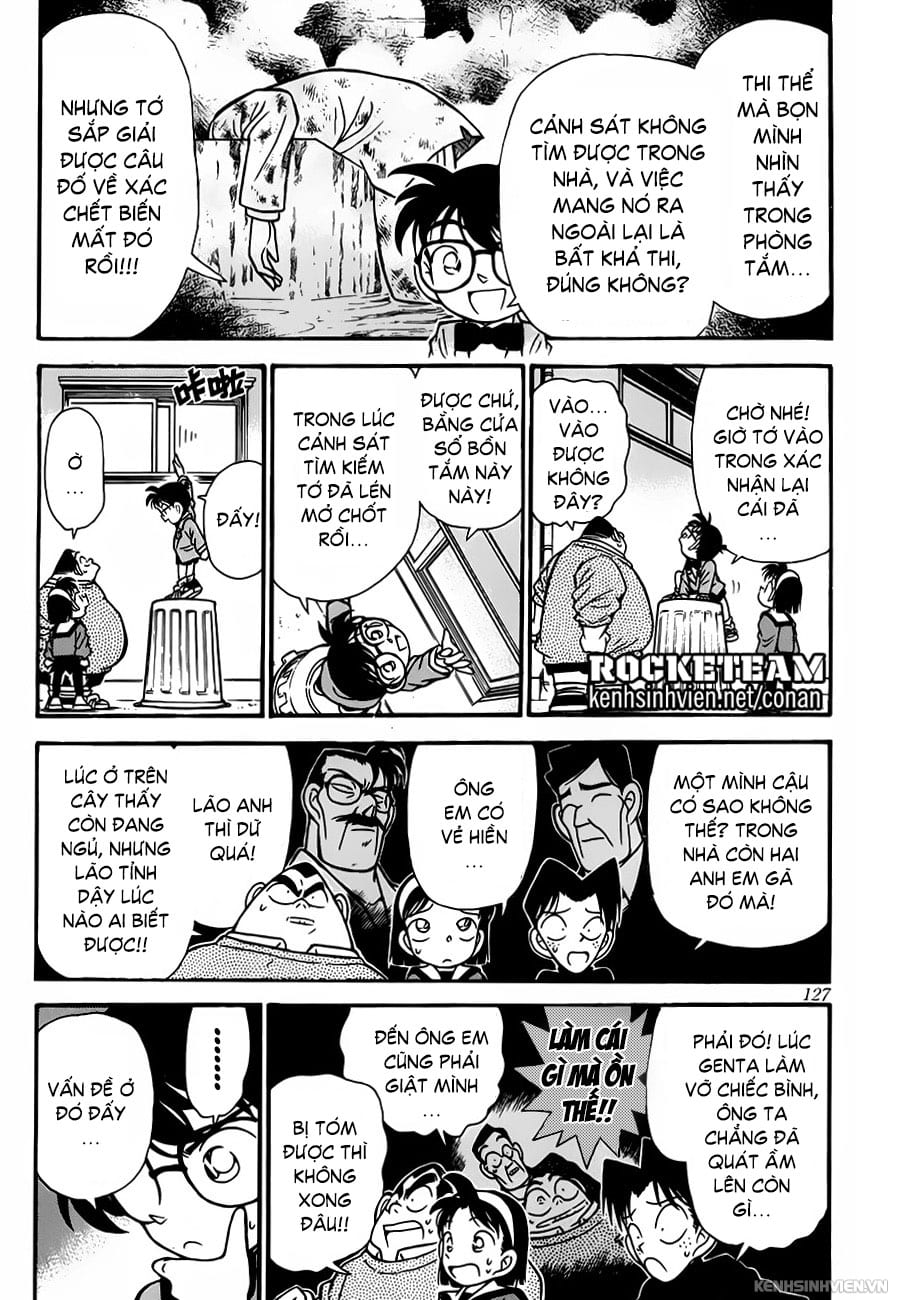 THI THỂ
MÀ BỌN
MÌNH
NHÌN
THẤY
TRONG
PHÒNG
TẮM...
CẢNH SÁT KHÔNG
TÌM ĐƯỢC TRONG
NHÀ, VÀ VIỆC
MANG NÓ RA
NGOÀI LẠI LÀ
BẤT KHẢ THI,
ĐÚNG KHÔNG?
NHƯNG TỚ
SẮP GIẢI
ĐƯỢC CÂU
ĐỐ VỀ XÁC
CHẾT BIẾN
MẤT ĐÓ
RỒI!!!
CHỜ NHÉ!
GIỜ TỚ VÀO
TRONG XÁC
NHẬN LẠI
CÁI ĐÃ
...
VÀO...
VÀO
ĐƯỢC
KHÔNG
ĐÂY?
ROCKETEAM
kenhsinhvien.net/conan
ĐƯỢC CHỨ,
BẰNG CỬA
SỔ BỒN
TẮM NÀY
NÀY!
TRONG LÚC
CẢNH SÁT
TÌM KIẾM
TỚ ĐÃ LÉN
MỞ CHỐT
RỒI...
咔啦
ĐẤY!
Ờ
...
MỘT MÌNH CẬU
CÓ SAO KHÔNG
THẾ? TRONG
NHÀ CÒN HAI
ANH EM GÃ
ĐÓ MÀ!
ÔNG
EM CÓ
VẺ HIỀN
...
LÃO ANH
THÌ DỮ
QUÁ!
LÚC Ở TRÊN
CÂY THẤY
CÒN ĐANG
NGỦ, NHƯNG
LÃO TỈNH
DẬY LÚC
NÀO AI BIẾT
ĐƯỢC!!
127
PHẢI ĐÓ! LÚC
GENTA LÀM
VỠ CHIẾC BÌNH,
ÔNG TA
CHẲNG ĐÃ
QUÁT ẦM
LÊN CÒN
GÌ...
LÀM CÁI
GÌ MÀ ỒN
THẾ!!
ĐẾN ÔNG EM
CŨNG PHẢI
GIẬT MÌNH
...
BỊ TÓM
ĐƯỢC THÌ
KHÔNG
XONG
ĐÂU!!
......
VẤN ĐỀ Ở
ĐÓ ĐẤY
...
KENHSINHVIEN.VN